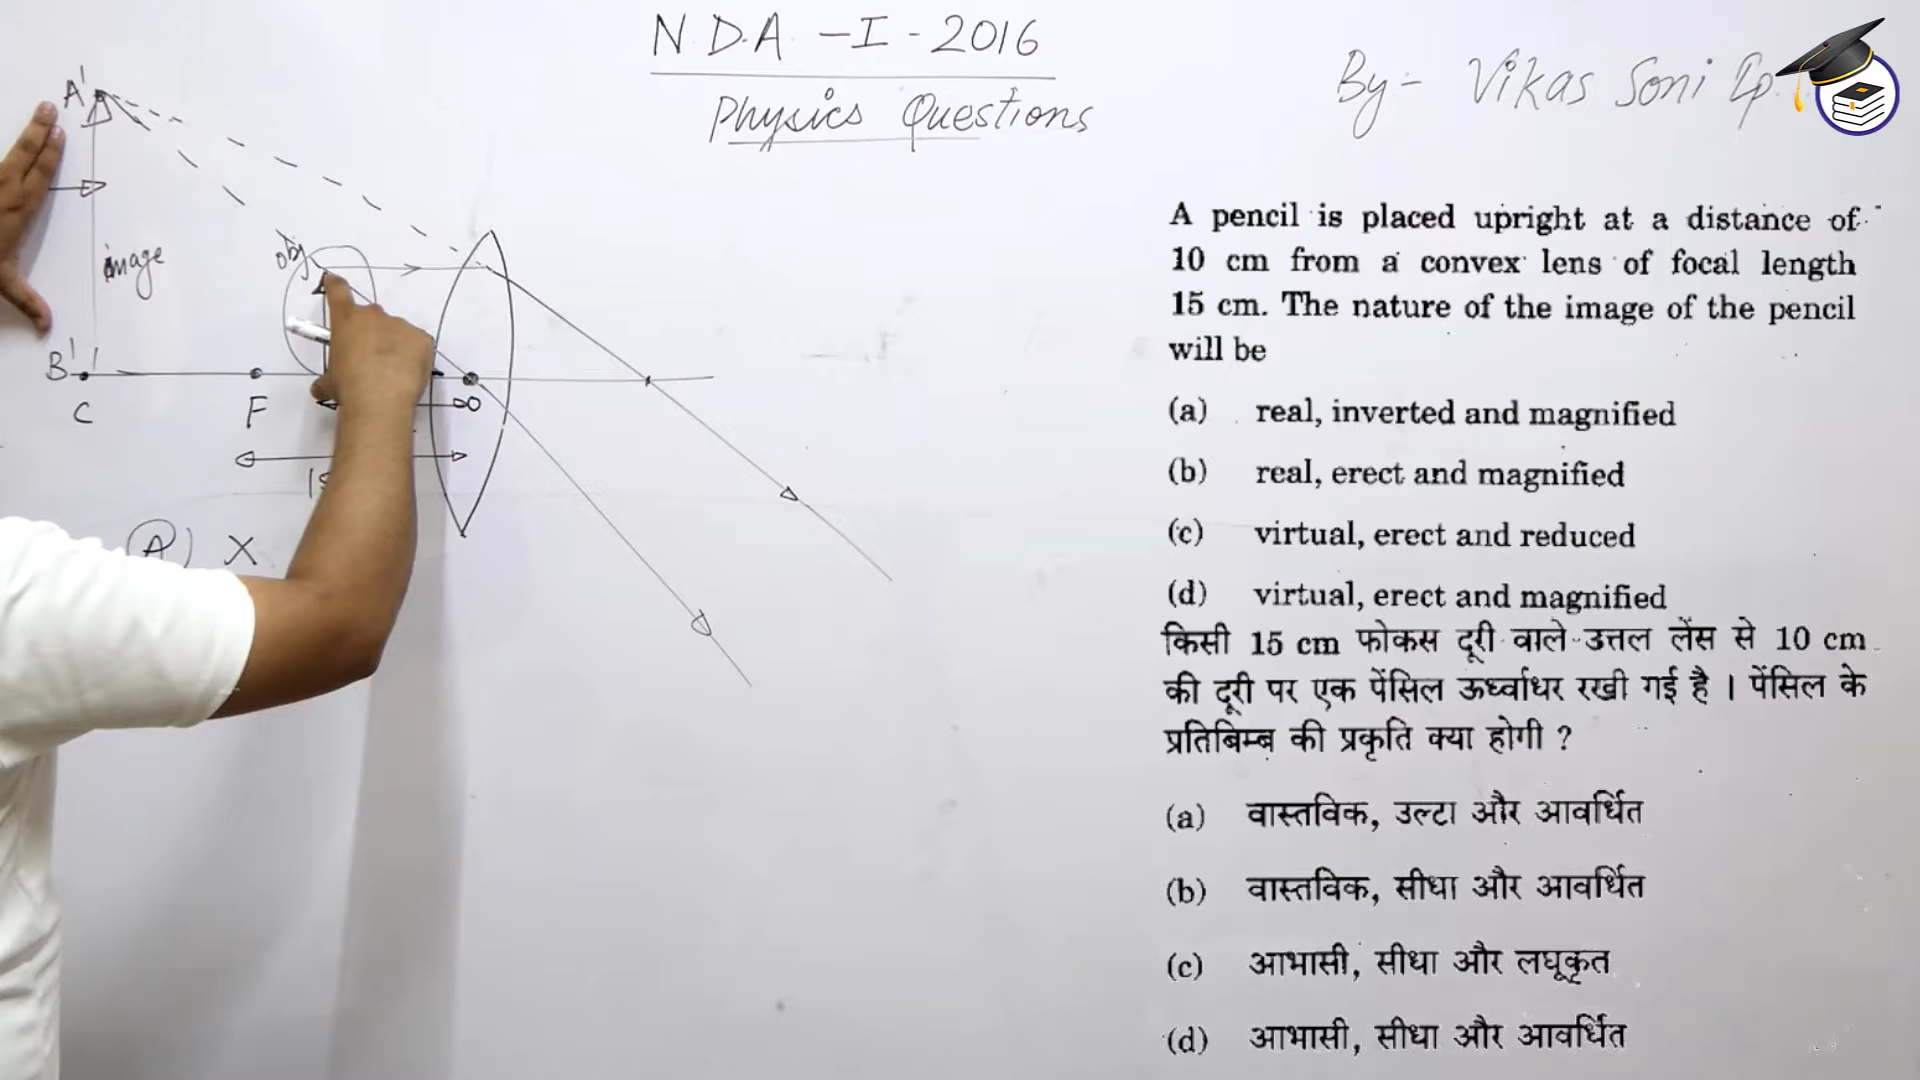 N.D.A. - I - 2016
Physics Questions
By:- Vikas Soni
A'
image
obj
B'
C
F
O
(A) X
A pencil is placed upright at a distance of
10 cm from a convex lens of focal length
15 cm. The nature of the image of the pencil
will be
(a) real, inverted and magnified
(b) real, erect and magnified
(c) virtual, erect and reduced
(d) virtual, erect and magnified
किसी 15 cm फोकस दूरी वाले उत्तल लेंस से 10 cm
की दूरी पर एक पेंसिल ऊर्ध्वाधर रखी गई है । पेंसिल के
प्रतिबिम्ब की प्रकृति क्या होगी ?
(a) वास्तविक, उल्टा और आवर्धित
(b) वास्तविक, सीधा और आवर्धित
(c) आभासी, सीधा और लघूकृत
(d) आभासी, सीधा और आवर्धित